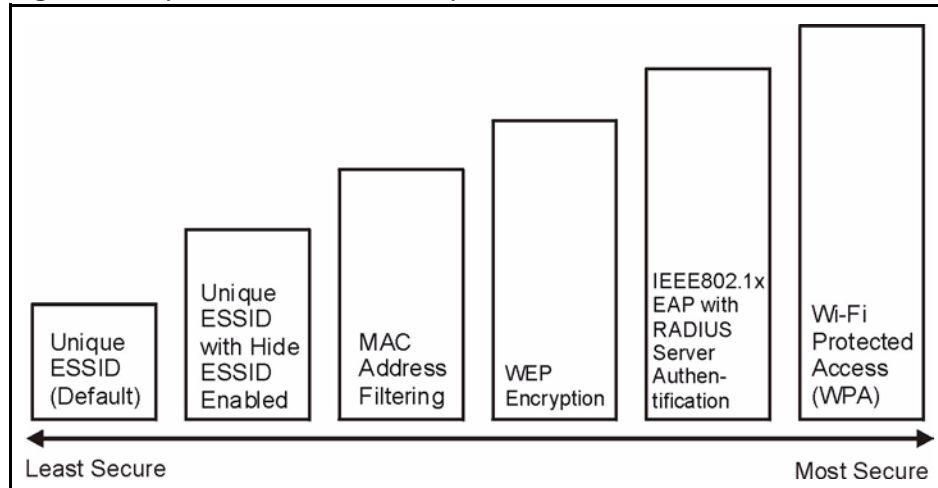 Unique
ESSID
(Default)
Unique
ESSID
with Hide
ESSID
Enabled
MAC
Address
Filtering
WEP
Encryption
IEEE802.1x
EAP with
RADIUS
Server
Authen-
tification
Wi-Fi
Protected
Access
(WPA)
Least Secure
Most Secure